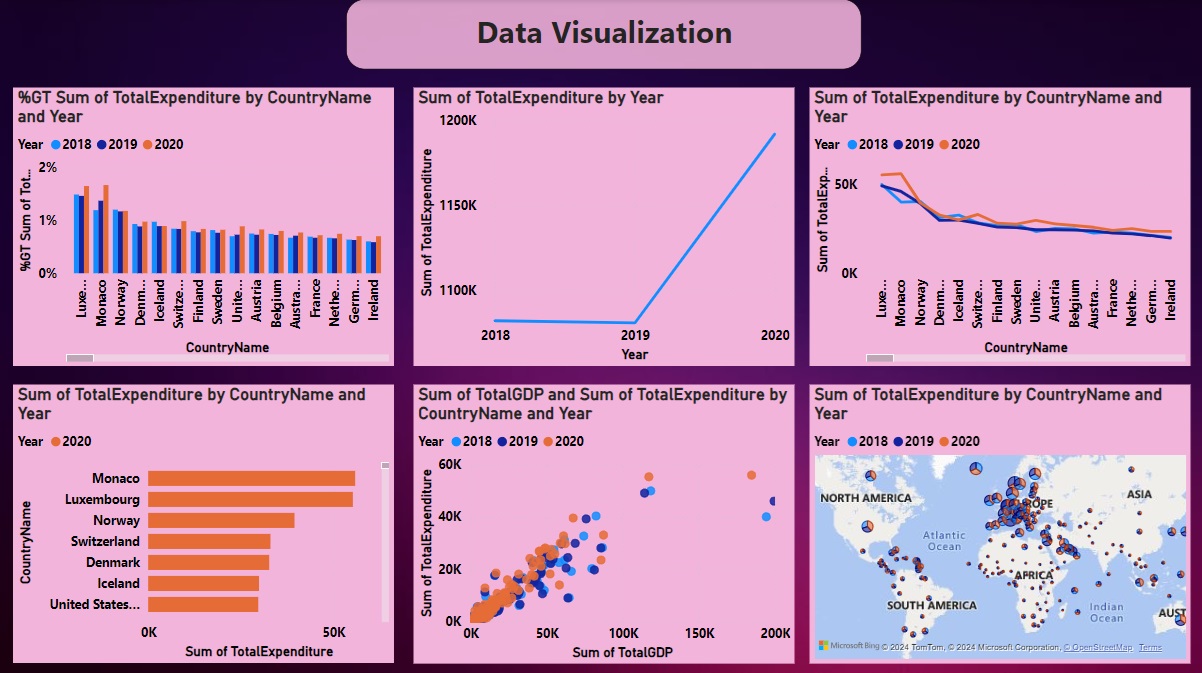 Data Visualization
%GT Sum of TotalExpenditure by CountryName
and Year
Year 2018 2019 2020
%GT Sum of Tot...
2%
1%
0%
Luxe...
Monaco
Norway
Denm...
Iceland
Switze...
Finland
Sweden
Unite...
Austria
Belgium
Austra...
France
Nethe...
Germ...
Ireland
CountryName
Sum of TotalExpenditure by Year
Sum of TotalExpenditure
1200K
1150K
1100K
2018
2019
2020
Year
Sum of TotalExpenditure by CountryName and
Year
Year 2018 2019 2020
Sum of TotalExp...
50K
0K
Luxe...
Monaco
Norway
Denm...
Iceland
Switze...
Finland
Sweden
Unite...
Austria
Belgium
Austra...
France
Nethe...
Germ...
Ireland
CountryName
Sum of TotalExpenditure by CountryName and
Year
Year 2020
CountryName
Monaco
Luxembourg
Norway
Switzerland
Denmark
Iceland
United States...
0K
50K
Sum of TotalExpenditure
Sum of TotalGDP and Sum of TotalExpenditure by
CountryName and Year
Year 2018 2019 2020
Sum of TotalExpenditure
60K
40K
20K
0K
0K
50K
100K
150K
200K
Sum of TotalGDP
Sum of TotalExpenditure by CountryName and
Year
Year 2018 2019 2020
NORTH AMERICA
ROPE
ASIA
Atlantic
Ocean
AFRICA
SOUTH AMERICA
Indian
Ocean
AUST
Microsoft Bing © 2024 TomTom, © 2024 Microsoft Corporation, © OpenStreetMap Terms